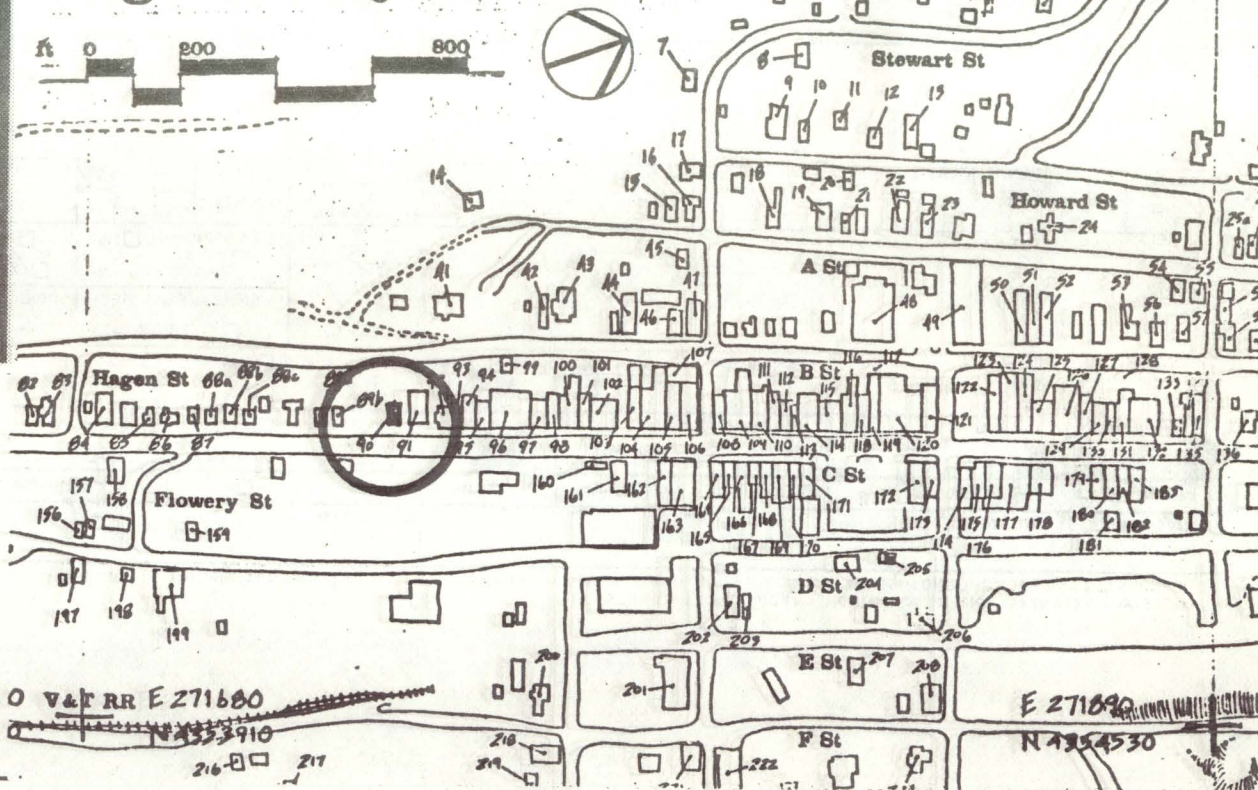 ft 0 200 800
7
8
Stewart St
9 10 11 12 13
14
15 16 17
18 19 20 21 22 23
Howard St
24
25a
41 42 43 44 45 46 47
A St
48 49 50 51 52 53 54 55 56 57
82 83
Hagen St
84 85 86 87 88a 88b 88c
89b
90 91 93 94 95 96 97 98 99 100 101 102 103 104 105 106 107
B St
108 109 110 111 112 113 114 115 116 117 118 119 120 121
122 123 124 125 126 127 128 129 130 131 132 133 135 136
C St
156 157 158 159
Flowery St
160 161 162 163 164 165 166 167 168 169 170 171 172 173
174 175 176 177 178 179 180 181 182 183
197 198 199 200 201
D St
202 203 204 205 206
E St
207 208
V&T RR E 271680
N 4353910
E 271890
N 4354530
F St
216 217 218 219 222